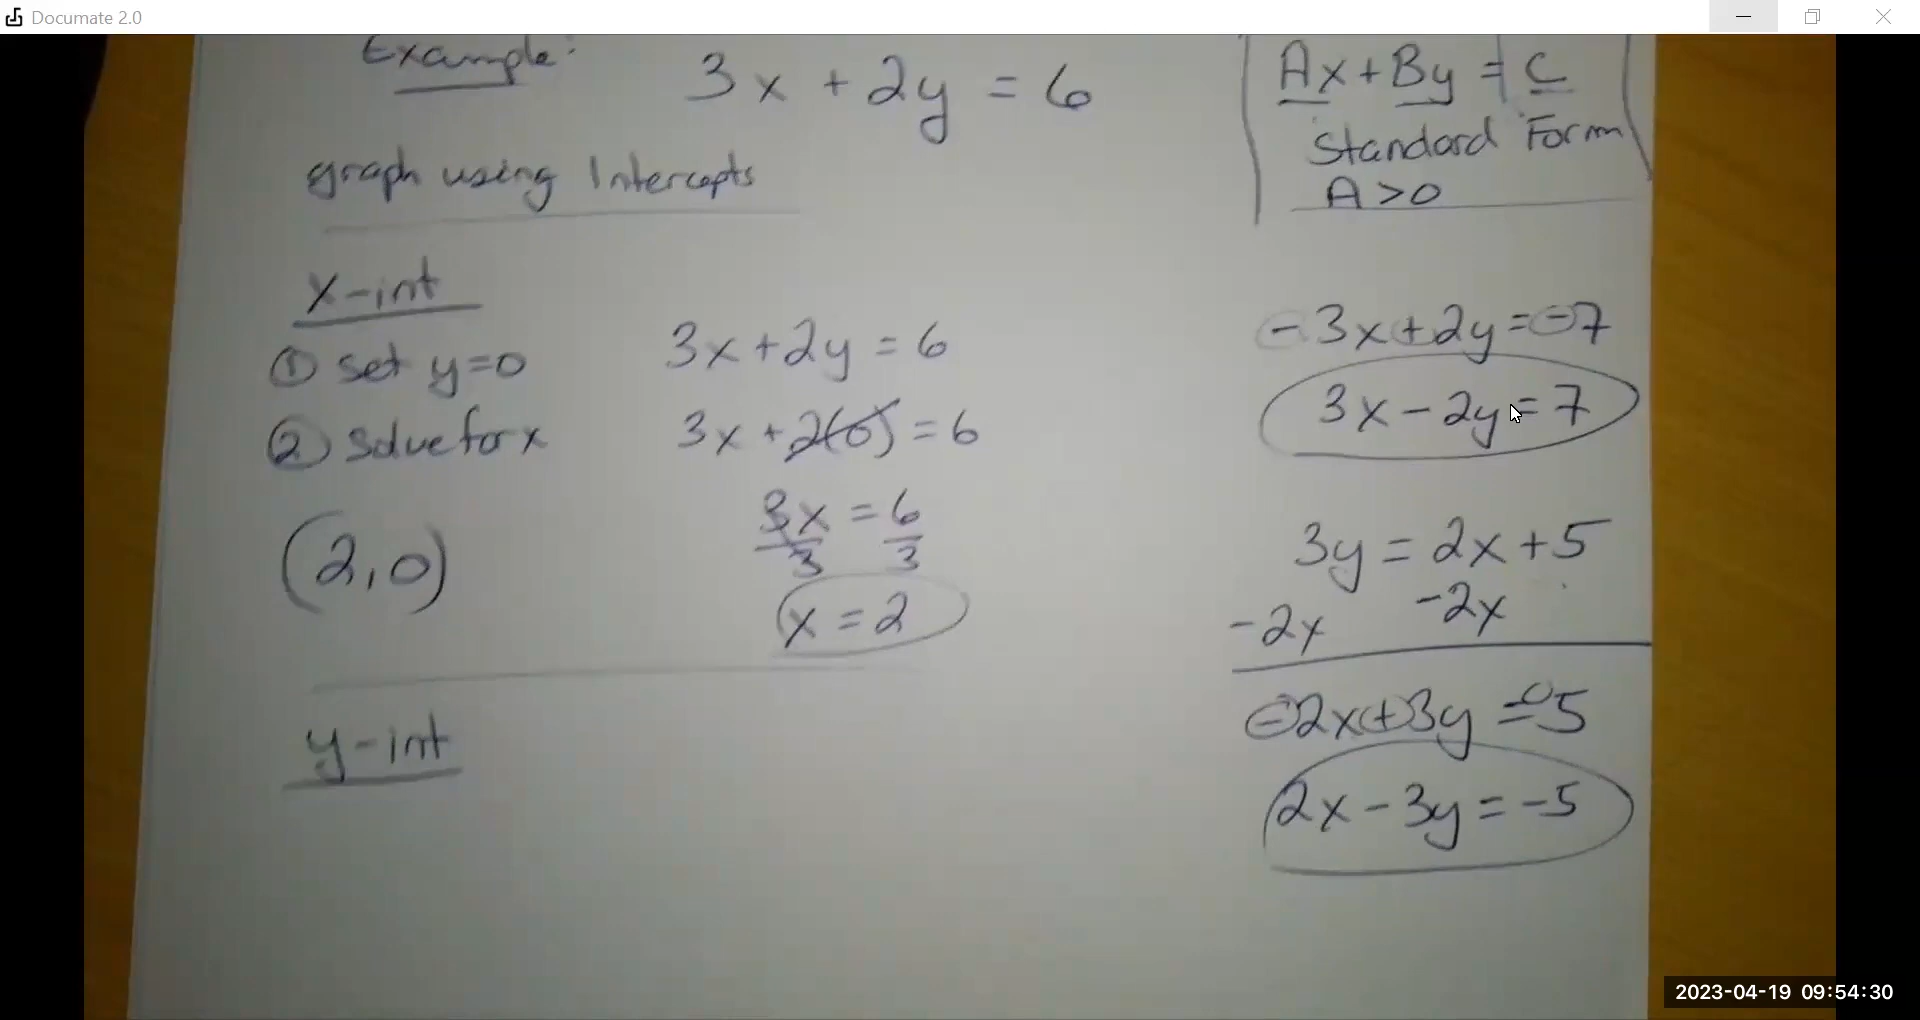 Documate 2.0
Example:
3x + 2y = 6
graph using Intercepts
x-int
① set y=0
② solve for x
(2,0)
3x+2y = 6
3x + 2(0) = 6
3x = 6
3 3
x = 2
y-int
Ax+By = C
Standard Form
A >0
-3x+2y=-7
3x-2y=7
3y = 2x+5
-2x -2x
-2x+3y = 5
2x-3y=-5
2023-04-19 09:54:30